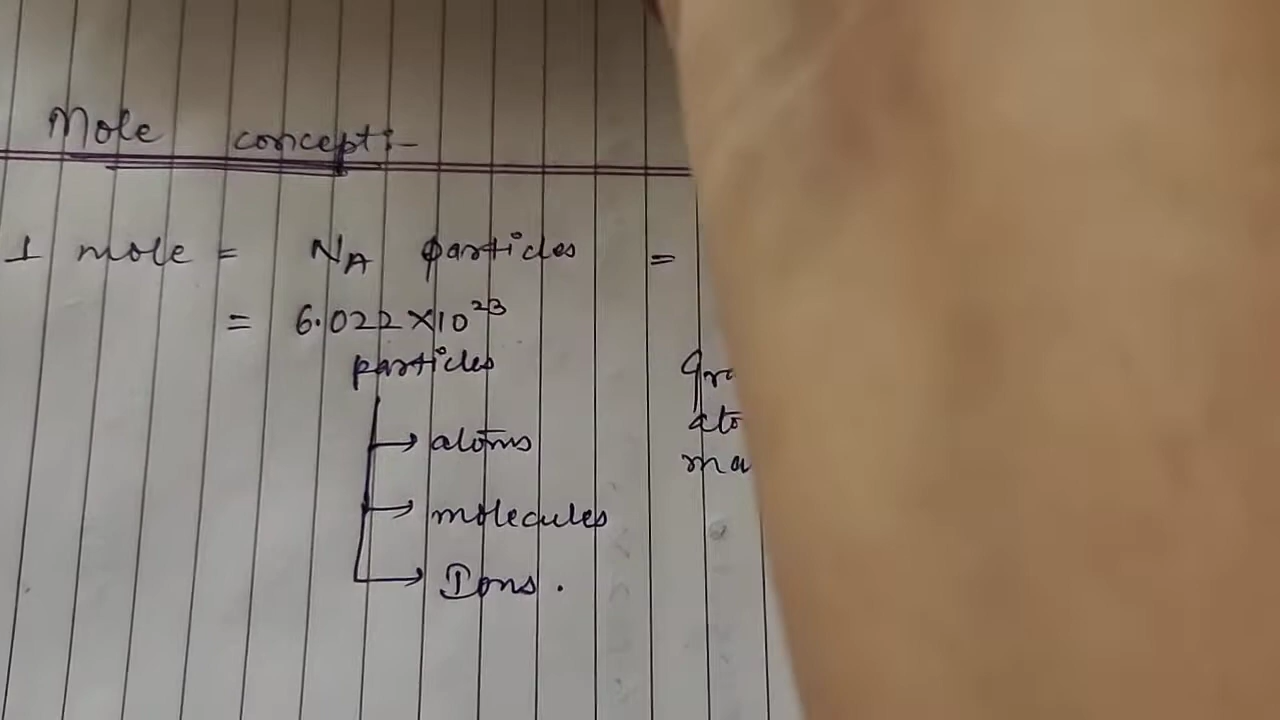 Mole concept:-
1 mole = NA particles =
= 6.022×10²³
particles
→ atoms
→ molecules
→ Ions.